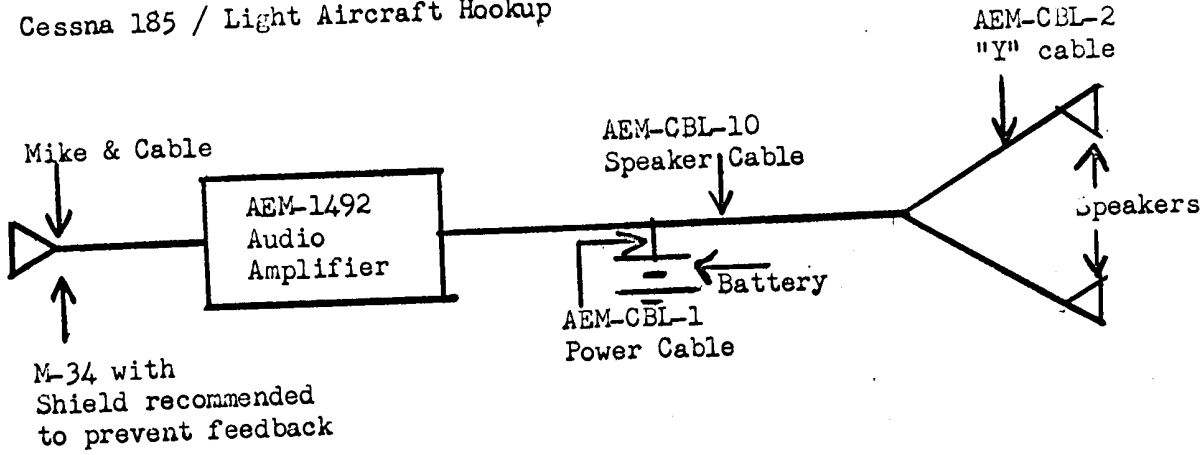 Cessna 185 / Light Aircraft Hookup
AEM-CBL-2
"Y" cable
Mike & Cable
AEM-CBL-10
Speaker Cable
AEM-1492
Audio
Amplifier
Speakers
Battery
AEM-CBL-1
Power Cable
M-34 with
Shield recommended
to prevent feedback